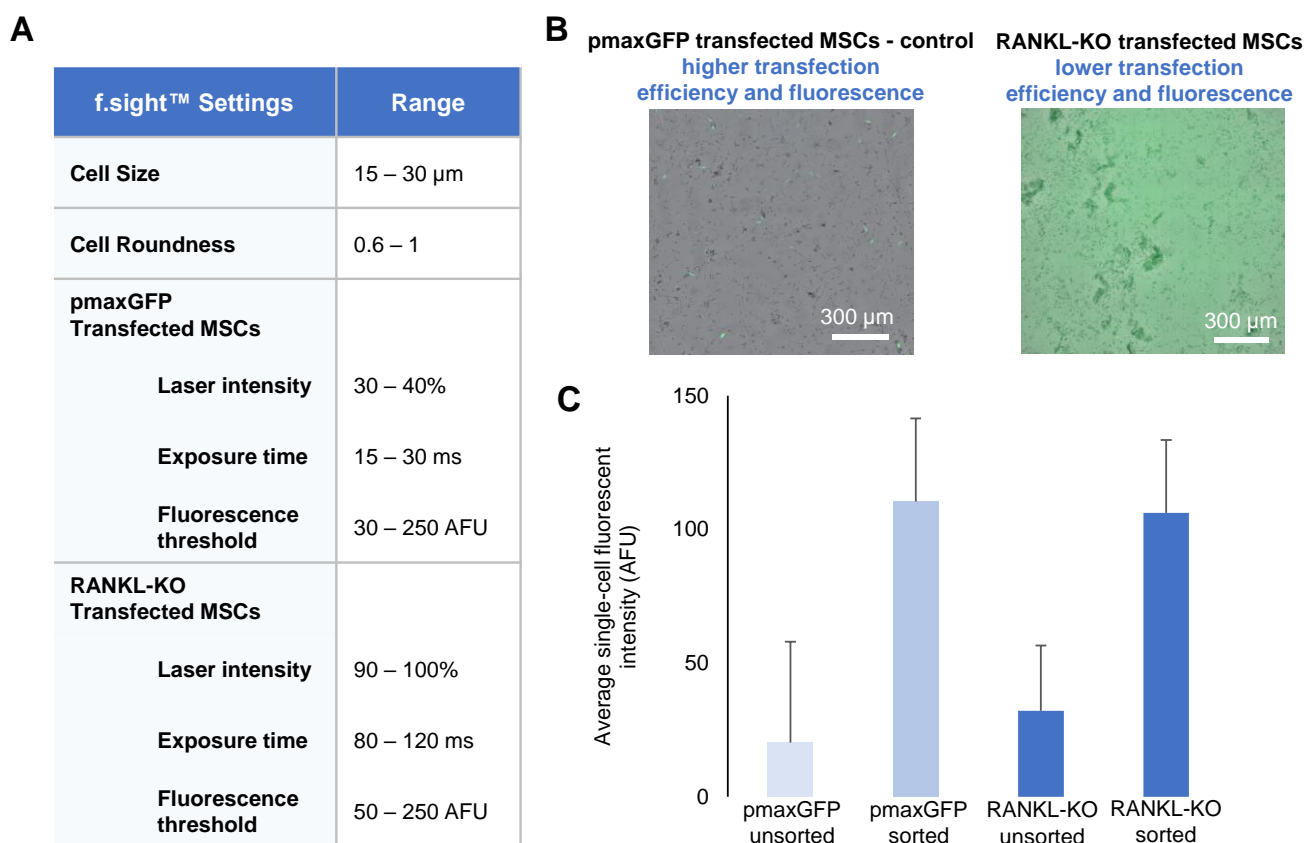 A
f.sight™ Settings Range
Cell Size 15 – 30 µm
Cell Roundness 0.6 – 1
pmaxGFP
Transfected MSCs
Laser intensity 30 – 40%
Exposure time 15 – 30 ms
Fluorescence
threshold 30 – 250 AFU
RANKL-KO
Transfected MSCs
Laser intensity 90 – 100%
Exposure time 80 – 120 ms
Fluorescence
threshold 50 – 250 AFU
B
pmaxGFP transfected MSCs - control
higher transfection
efficiency and fluorescence
300 µm
RANKL-KO transfected MSCs
lower transfection
efficiency and fluorescence
300 µm
C
Average single-cell fluorescent
intensity (AFU)
150
100
50
0
pmaxGFP
unsorted
pmaxGFP
sorted
RANKL-KO
unsorted
RANKL-KO
sorted